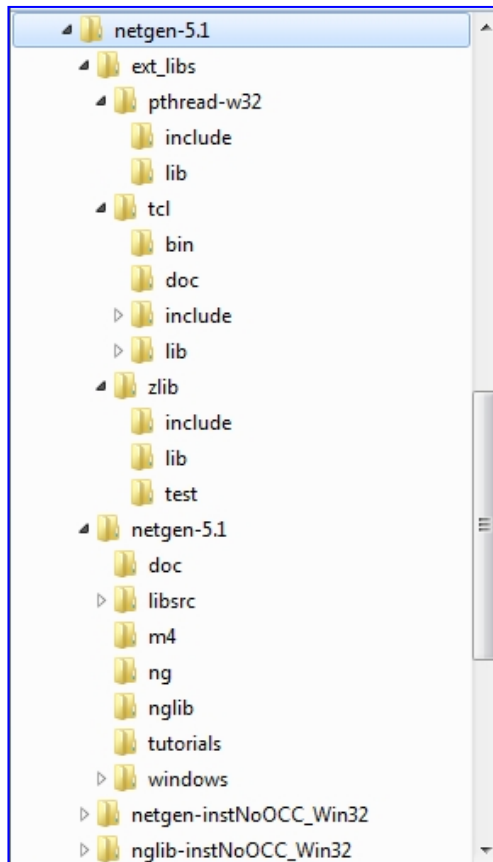 netgen-5.1
ext_libs
pthread-w32
include
lib
tcl
bin
doc
include
lib
zlib
include
lib
test
netgen-5.1
doc
libsrc
m4
ng
nglib
tutorials
windows
netgen-instNoOCC_Win32
nglib-instNoOCC_Win32